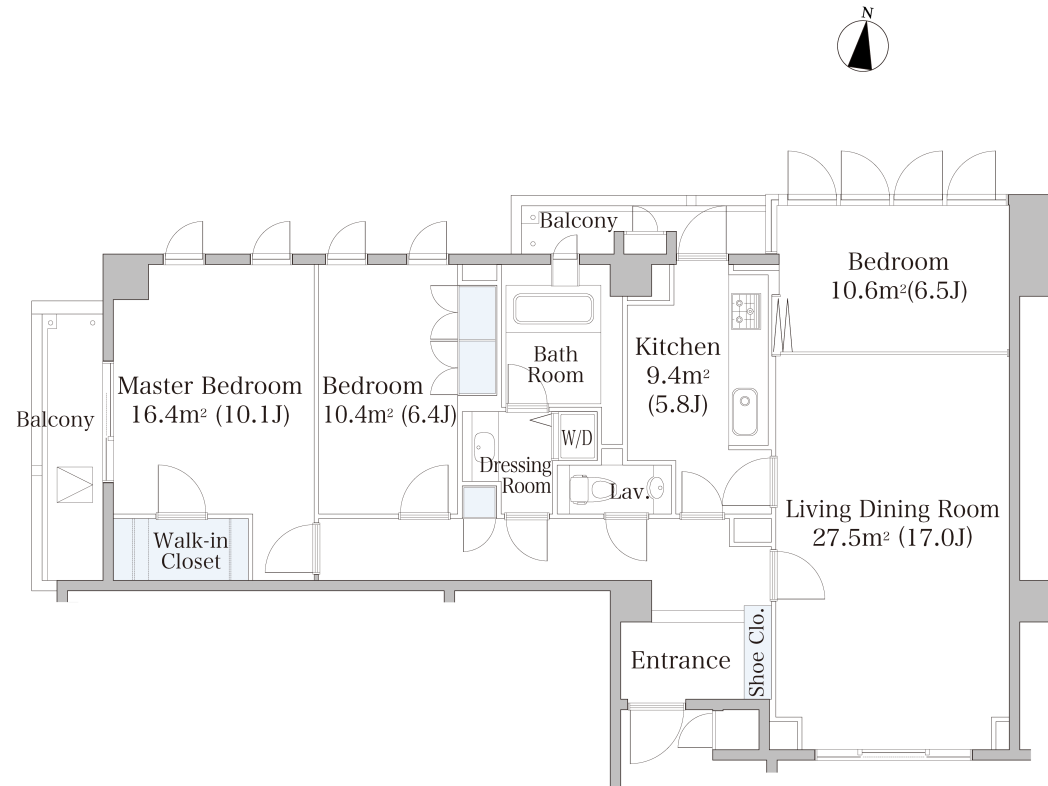 N
Balcony
Bedroom
10.6m²(6.5J)
Kitchen
9.4m²
(5.8J)
Bath
Room
Master Bedroom
16.4m² (10.1J)
Bedroom
10.4m² (6.4J)
Balcony
W/D
Dressing
Room
Lav.
Living Dining Room
27.5m² (17.0J)
Walk-in
Closet
Shoe Clo.
Entrance